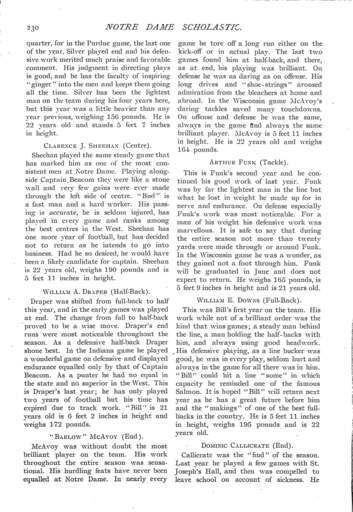 230
NOTRE DAME SCHOLASTIC.
quarter, for in the Purdue game, the last one
of the year, Silver played end and his defen-
sive work merited much praise and favorable
comment. His judgment in directing plays
is good, and he has the faculty of inspiring
"ginger" into the men and keeps them going
all the time. Silver has been the lightest
man on the team during his four years here,
but this year was a little heavier than any
year previous, weighing 156 pounds. He is
22 years old and stands 5 feet 7 inches
in height.
CLARENCE J. SHEEHAN (Centre).
Sheehan played the same steady game that
has marked him as one of the most con-
sistent men at Notre Dame. Playing along-
side Captain Beacom they were like a stone
wall and very few gains were ever made
through the left side of centre. "Bud" is
a fast man and a hard worker. His pass-
ing is accurate, he is seldom injured, has
played in every game and ranks among
the best centres in the West. Sheehan has
one more year of football, but has decided
not to return as he intends to go into
business. Had he so desired, he would have
been a likely candidate for captain. Sheehan
is 22 years old, weighs 190 pounds and is
5 feet 11 inches in height.
WILLIAM A. DRAPER (Half-Back).
Draper was shifted from full-back to half
this year, and in the early games was played
at end. The change from full to half-back
proved to be a wise move. Draper's end
runs were most noticeable throughout the
season. As a defensive half-back Draper
shone best. In the Indiana game he played
a wonderful game on defensive and displayed
endurance equalled only by that of Captain
Beacom. As a punter he had no equal in
the state and no superior in the West. This
is Draper's last year; he has only played
two years of football but his time has
expired due to track work. "Bill" is 21
years old is 6 feet 2 inches in height and
weighs 172 pounds.
"BARLOW" MCAVOY (End).
McAvoy was without doubt the most
brilliant player on the team. His work
throughout the entire season was sensa-
tional. His hurdling feats have never been
equalled at Notre Dame. In nearly every
game he tore off a long run either on the
kick-off or in actual play. The last two
games found him at half-back, and there,
as at end, his playing was brilliant. On
defense he was as daring as on offense. His
long drives and "shoe-strings" aroused
admiration from the bleachers at home and
abroad. In the Wisconsin game McAvoy's
daring tackles saved many touchdowns.
On offense and defense he was the same,
always in the game and always the same
brilliant player. McAvoy is 5 feet 11 inches
in height. He is 22 years old and weighs
164 pounds.
ARTHUR FUNK (Tackle).
This is Funk's second year and he con-
tinued his good work of last year. Funk
was by far the lightest man in the line but
what he lost in weight he made up for in
nerve and endurance. On defense especially
Funk's work was most noticeable. For a
man of his weight his defensive work was
marvellous. It is safe to say that during
the entire season not more than twenty
yards were made through or around Funk.
In the Wisconsin game he was a wonder, as
they gained not a foot through him. Funk
will be graduated in June and does not
expect to return. He weighs 165 pounds, is
5 feet 9 inches in height and is 21 years old.
WILLIAM E. DOWNS (Full-Back).
This was Bill's first year on the team. His
work while not of a brilliant order was the
kind that wins games; a steady man behind
the line, a man holding the half-backs with
him, and always using good headwork.
His defensive playing, as a line bucker was
good, he was in every play, seldom hurt and
always in the game for all there was in him.
"Bill" could hit a line "some" in which
capacity he reminded one of the famous
Salmon. It is hoped "Bill" will return next
year as he has a great future before him
and the "makings" of one of the best full-
backs in the country. He is 5 feet 11 inches
in height, weighs 195 pounds and is 22
years old.
DOMINIC CALLICRATE (End).
Callicrate was the "find" of the season.
Last year he played a few games with St.
Joseph's Hall, and then was compelled to
leave school on account of sickness. He